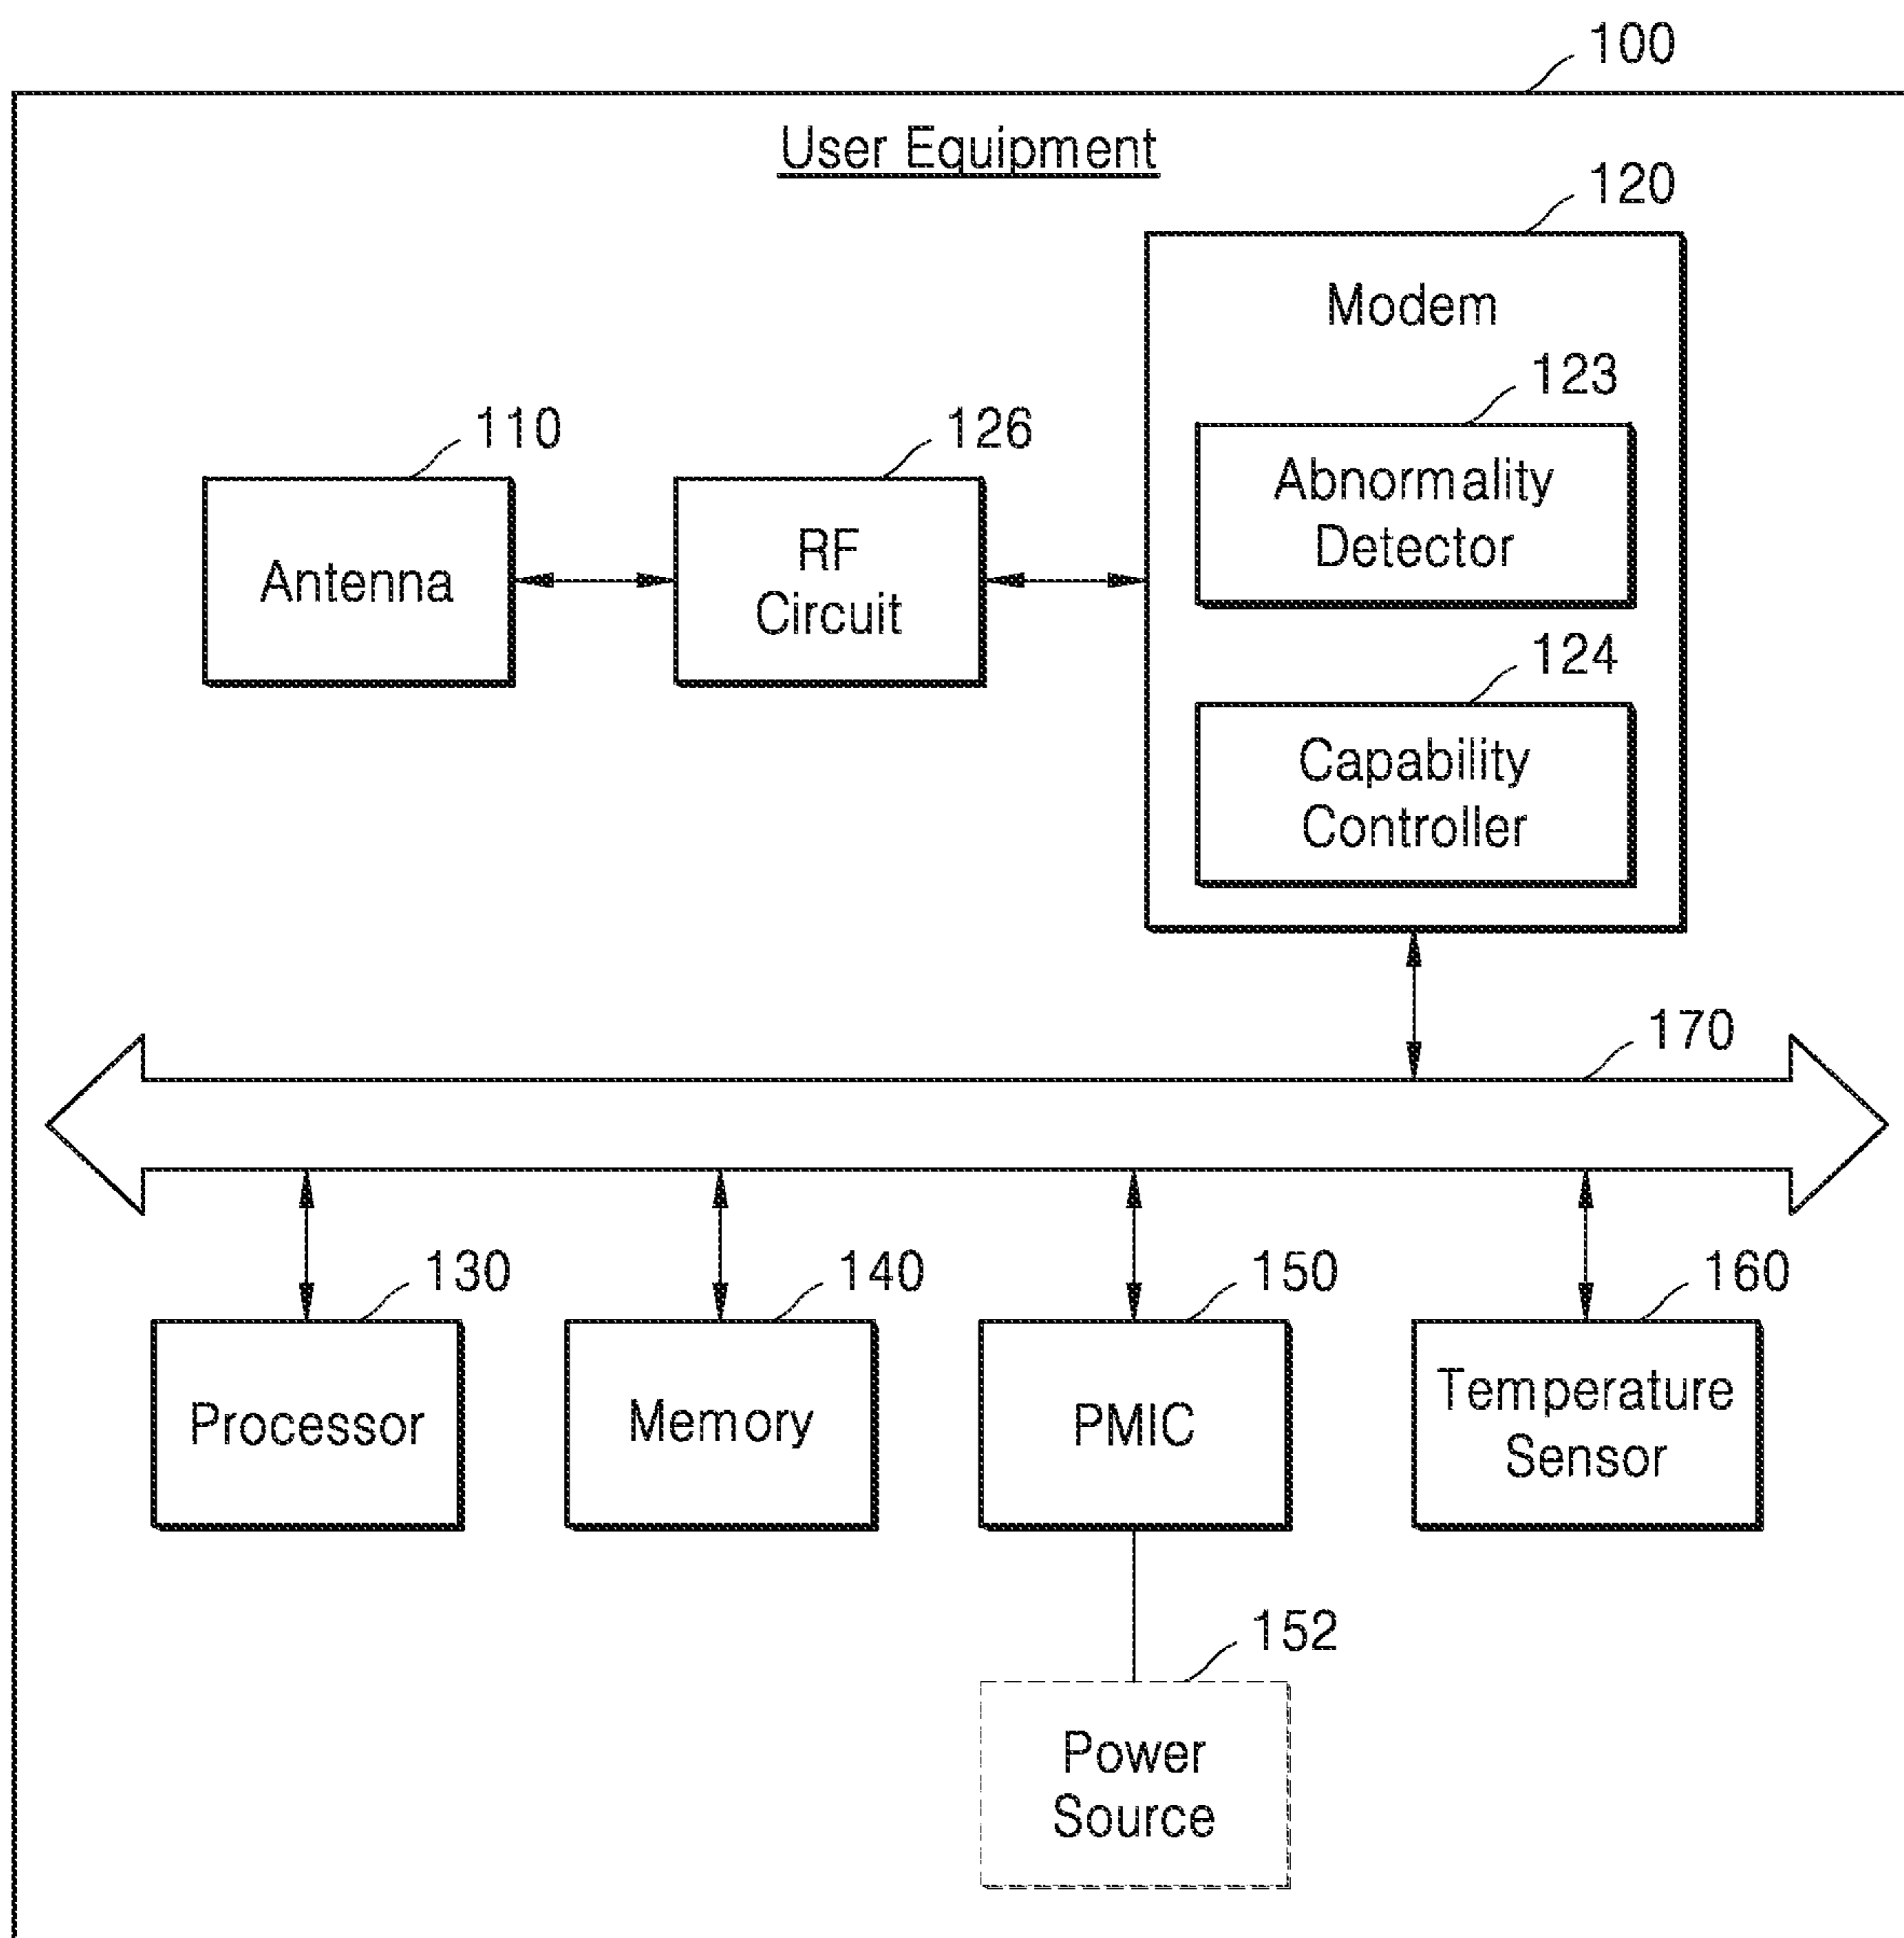 100
User Equipment
120
Modem
110
126
123
Antenna
RF
Circuit
Abnormality
Detector
124
Capability
Controller
170
130
140
150
160
Processor
Memory
PMIC
Temperature
Sensor
152
Power
Source